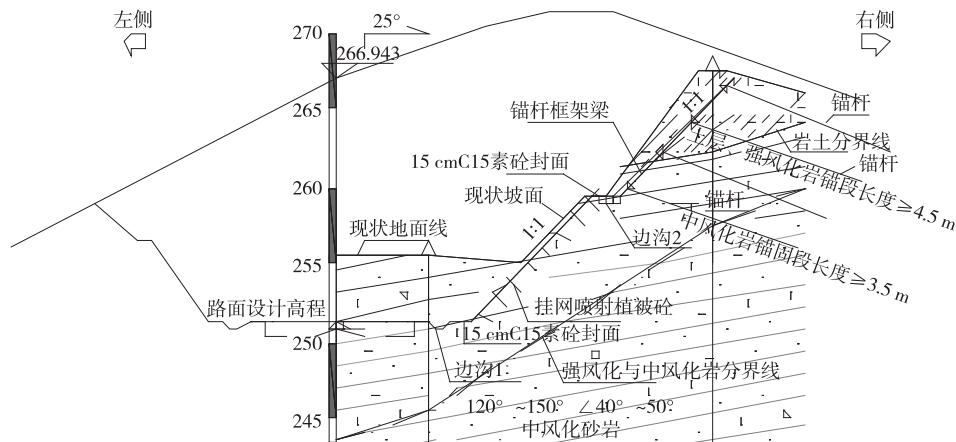 左侧
25°
右侧
270
266.943
265
锚杆
锚杆框架梁
1:1
岩土分界线
15 cmC15素砼封面
土层、强风化岩锚段长度≥4.5 m
锚杆
260
现状坡面
锚杆
现状地面线
1:1
边沟2
中风化岩锚固段长度≥3.5 m
255
路面设计高程
挂网喷射植被砼
15 cmC15素砼封面
250
边沟1
强风化与中风化岩分界线
120° ~150° ∠40° ~50°
中风化砂岩
245